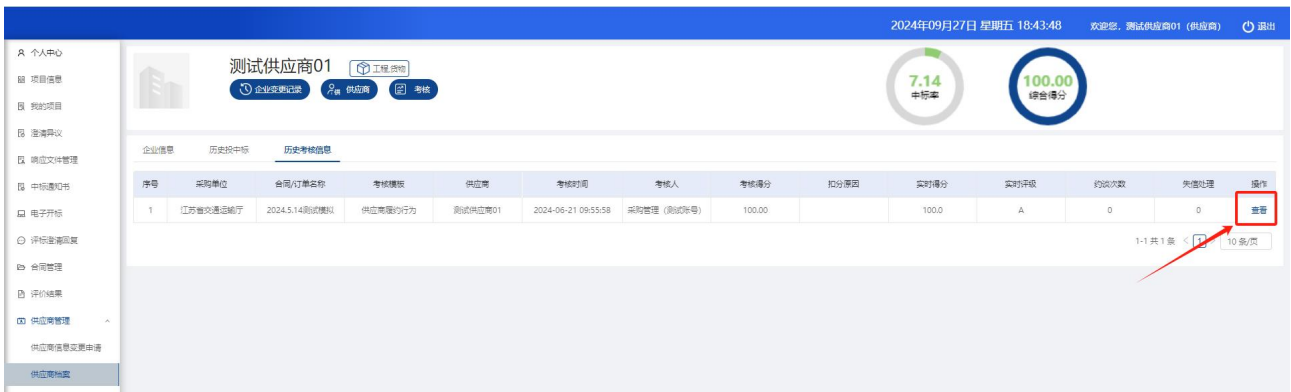 2024年09月27日 星期五 18:43:48 欢迎您, 测试供应商01 (供应商) 退出
个人中心
项目信息
我的项目
澄清异议
响应文件管理
中标通知书
电子开标
评标澄清回复
合同管理
评价结果
供应商管理
供应商信息变更申请
供应商档案
测试供应商01 工程,货物
企业变更记录 供应商 考核
7.14
中标率
100.00
综合得分
企业信息 历史投中标 历史考核信息
序号 采购单位 合同/订单名称 考核模板 供应商 考核时间 考核人 考核得分 扣分原因 实时得分 实时评级 约谈次数 失信处理 操作
1 江苏省交通运输厅 2024.5.14测试模拟 供应商履约行为 测试供应商01 2024-06-21 09:55:58 采购管理 (测试账号) 100.00 100.0 A 0 0 查看
1-1 共 1 条 < 1 > 10 条/页